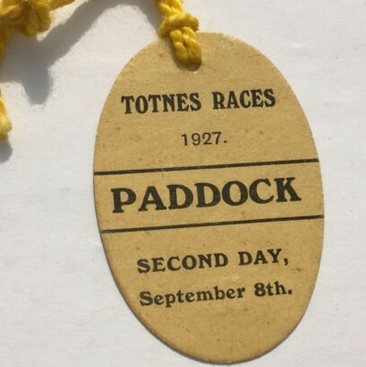 TOTNES RACES
1927.
PADDOCK
SECOND DAY,
September 8th.